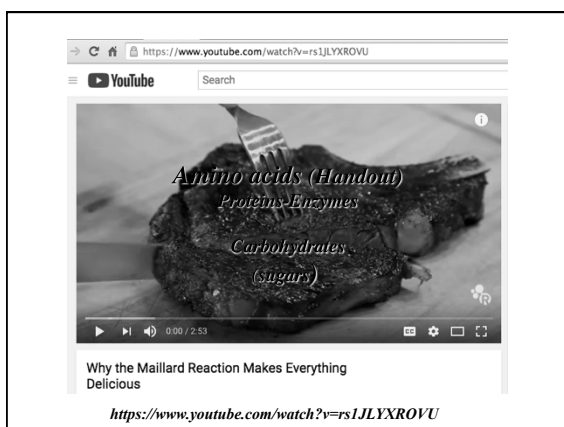 https://www.youtube.com/watch?v=rs1JLYXROVU
YouTube
Search
i
Amino acids (Handout)
Proteins-Enzymes
Carbohydrates
(sugars)
R
0:00 / 2:53
CC
Why the Maillard Reaction Makes Everything
Delicious
https://www.youtube.com/watch?v=rs1JLYXROVU